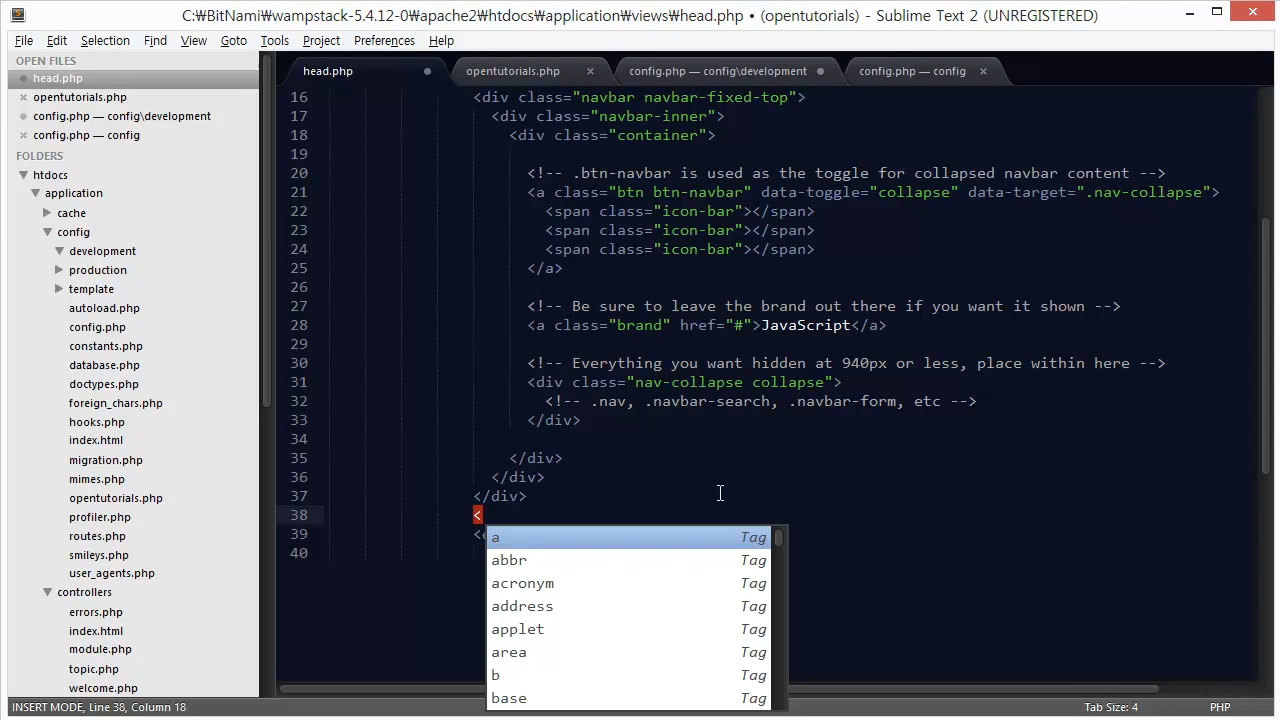 C:₩BitNami₩wampstack-5.4.12-0₩apache2₩htdocs₩application₩views₩head.php • (opentutorials) - Sublime Text 2 (UNREGISTERED)
File Edit Selection Find View Goto Tools Project Preferences Help
OPEN FILES
head.php
opentutorials.php
config.php — config\development
config.php — config
FOLDERS
htdocs
application
cache
config
development
production
template
autoload.php
config.php
constants.php
database.php
doctypes.php
foreign_chars.php
hooks.php
index.html
migration.php
mimes.php
opentutorials.php
profiler.php
routes.php
smileys.php
user_agents.php
controllers
errors.php
index.html
module.php
topic.php
welcome.php
head.php opentutorials.php config.php — config\development config.php — config
16 <div class="navbar navbar-fixed-top">
17 <div class="navbar-inner">
18 <div class="container">
19
20 <!-- .btn-navbar is used as the toggle for collapsed navbar content -->
21 <a class="btn btn-navbar" data-toggle="collapse" data-target=".nav-collapse">
22 <span class="icon-bar"></span>
23 <span class="icon-bar"></span>
24 <span class="icon-bar"></span>
25 </a>
26
27 <!-- Be sure to leave the brand out there if you want it shown -->
28 <a class="brand" href="#">JavaScript</a>
29
30 <!-- Everything you want hidden at 940px or less, place within here -->
31 <div class="nav-collapse collapse">
32 <!-- .nav, .navbar-search, .navbar-form, etc -->
33 </div>
34
35 </div>
36 </div>
37 </div>
38 <
39 <
40
a Tag
abbr Tag
acronym Tag
address Tag
applet Tag
area Tag
b Tag
base Tag
INSERT MODE, Line 38, Column 18 Tab Size: 4 PHP